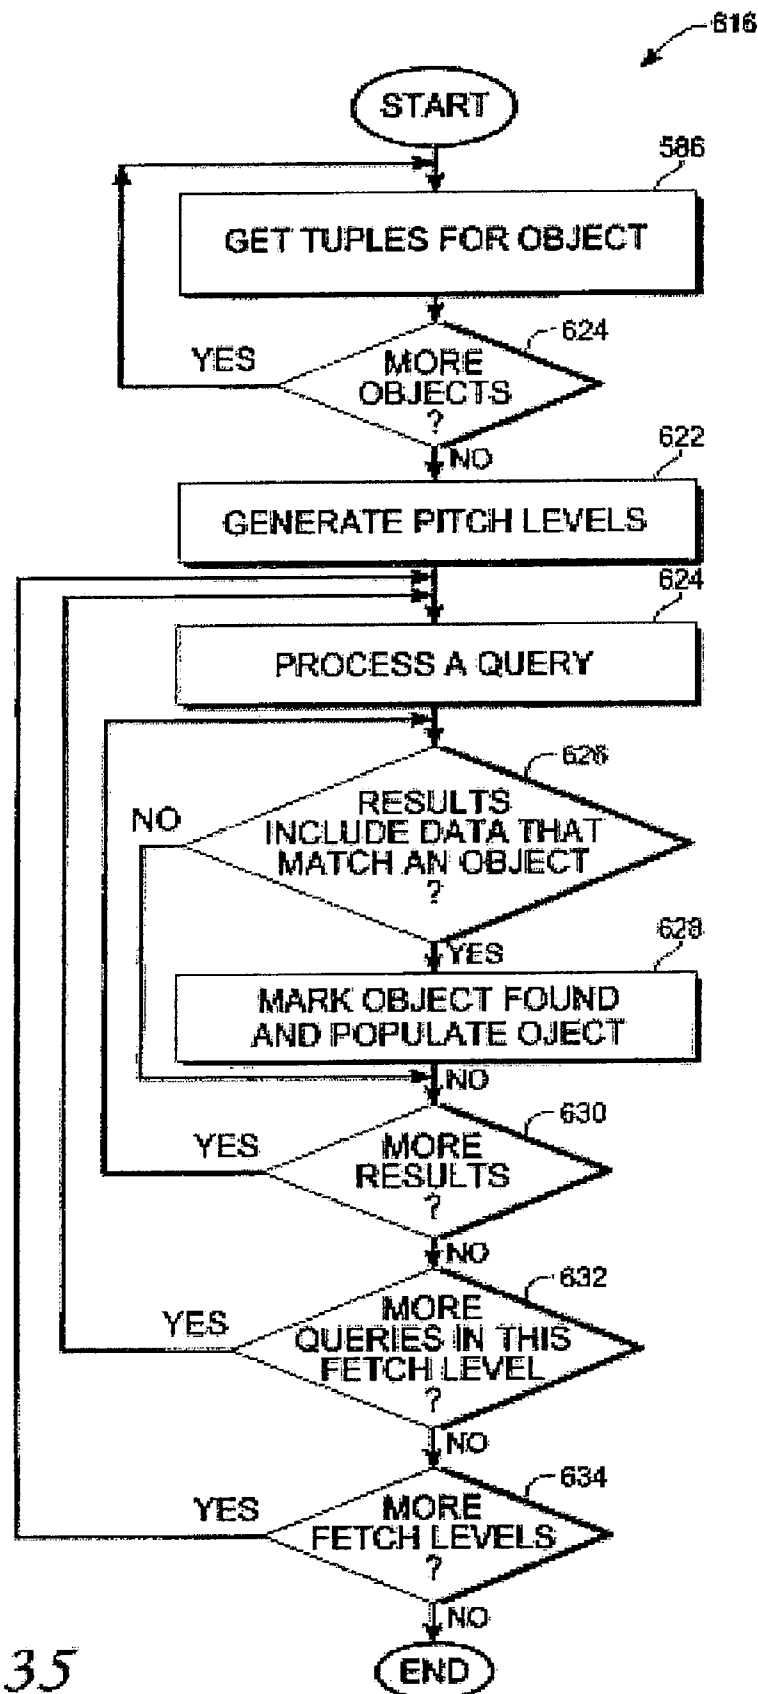 616
START
586
GET TUPLES FOR OBJECT
624
YES
MORE
OBJECTS
?
NO
622
GENERATE PITCH LEVELS
624
PROCESS A QUERY
626
RESULTS
NO
INCLUDE DATA THAT
MATCH AN OBJECT
?
YES
628
MARK OBJECT FOUND
AND POPULATE OJECT
NO
630
YES
MORE
RESULTS
?
NO
632
MORE
YES
QUERIES IN THIS
FETCH LEVEL
?
NO
634
YES
MORE
FETCH LEVELS
?
NO
35
END